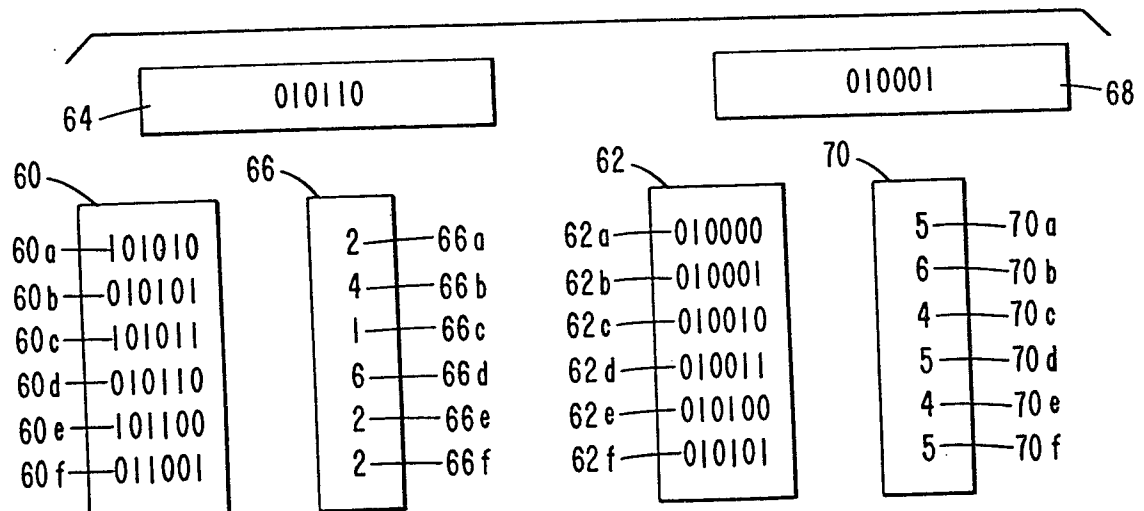 64 010110 010001 68
60 66 62 70
60a 101010 2 66a 62a 010000 5 70a
60b 010101 4 66b 62b 010001 6 70b
60c 101011 1 66c 62c 010010 4 70c
60d 010110 6 66d 62d 010011 5 70d
60e 101100 2 66e 62e 010100 4 70e
60f 011001 2 66f 62f 010101 5 70f